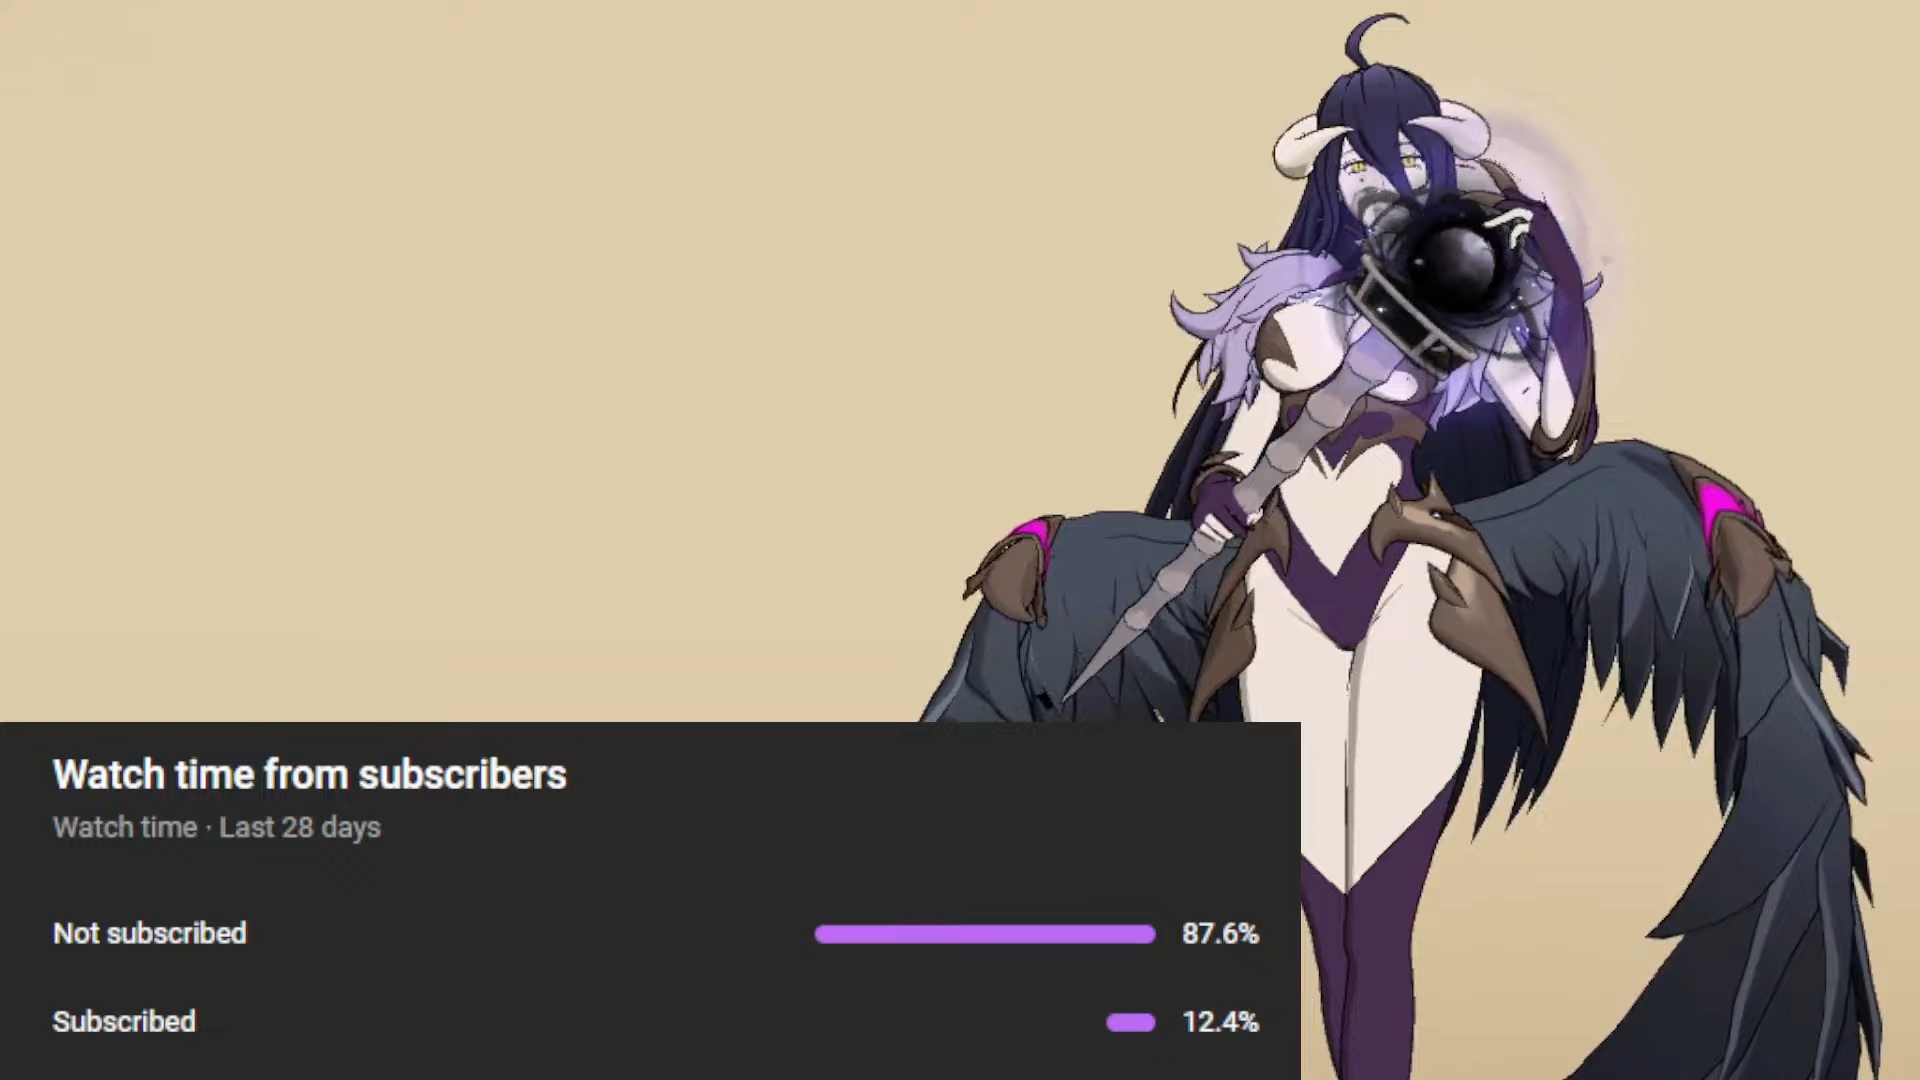 Watch time from subscribers
Watch time · Last 28 days
Not subscribed 87.6%
Subscribed 12.4%